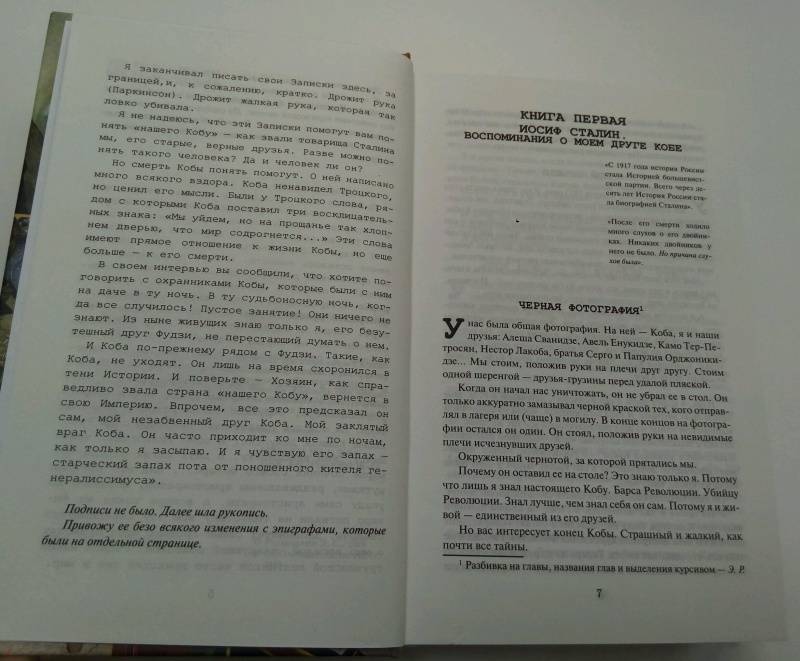 Я заканчивал писать свои Записки здесь, за
границей,и, к сожалению, кратко. Дрожит рука
(Паркинсон). Дрожит жалкая рука, которая так
ловко убивала.
Я не надеюсь, что эти Записки помогут вам по-
нять «нашего Кобу» — как звали товарища Сталина
мы, его старые, верные друзья. Разве можно по-
нять такого человека? Да и человек ли он?
Но смерть Кобы понять помогут. О ней написано
много всякого вздора. Коба ненавидел Троцкого,
но ценил его мысли. Были у Троцкого слова, ря-
дом с которыми Коба поставил три восклицатель-
ных знака: «Мы уйдем, но на прощанье так хлоп-
нем дверью, что мир содрогнется...» Эти слова
имеют прямое отношение к жизни Кобы, но еще
больше — к его смерти.
В своем интервью вы сообщили, что хотите по-
говорить с охранниками Кобы, которые были с ним
на даче в ту ночь. В ту судьбоносную ночь, ког-
да все случилось! Пустое занятие! Они ничего не
знают. Из ныне живущих знаю только я, его безу-
тешный друг Фудзи, не перестающий думать о нем.
И Коба по-прежнему рядом с Фудзи. Такие, как
Коба, не уходят. Он лишь на время схоронился в
тени Истории. И поверьте — Хозяин, как спра-
ведливо звала страна «нашего Кобу», вернется в
свою Империю. Впрочем, все это предсказал он
сам, мой незабвенный друг Коба. Мой заклятый
враг Коба. Он часто приходит ко мне по ночам,
как только я засыпаю. И я чувствую его запах —
старческий запах пота от поношенного кителя ге-
нералиссимуса».
Подписи не было. Далее шла рукопись.
Привожу ее безо всякого изменения с эпиграфами, которые
были на отдельной странице.
КНИГА ПЕРВАЯ
ИОСИФ СТАЛИН.
ВОСПОМИНАНИЯ О МОЕМ ДРУГЕ КОБЕ
«С 1917 года история России
стала Историей большевист-
ской партии. Всего через де-
сять лет История России ста-
ла биографией Сталина».
«После его смерти ходило
много слухов о его двойни-
ках. Никаких двойников у
него не было. Но причина слу-
хов была».
ЧЕРНАЯ ФОТОГРАФИЯ¹
У нас была общая фотография. На ней — Коба, я и наши
друзья: Алеша Сванидзе, Авель Енукидзе, Камо Тер-Пе-
тросян, Нестор Лакоба, братья Серго и Папулия Орджоники-
дзе... Мы стоим, положив руки на плечи друг другу. Стоим
одной шеренгой — друзья-грузины перед удалой пляской.
Когда он начал нас уничтожать, он не убрал ее в стол. Он
только аккуратно замазывал черной краской тех, кого отправ-
лял в лагеря или (чаще) в могилу. В конце концов на фотогра-
фии остался он один. Он стоял, положив руки на невидимые
плечи исчезнувших друзей.
Окруженный чернотой, за которой прятались мы.
Почему он оставил ее на столе? Это знаю только я. Потому
что лишь я знал настоящего Кобу. Барса Революции. Убийцу
Революции. Знал лучше, чем знал себя он сам. Потому я и жи-
вой — единственный из его друзей.
Но вас интересует конец Кобы. Страшный и жалкий, как
почти все тайны.
¹ Разбивка на главы, названия глав и выделения курсивом — Э. Р.
7